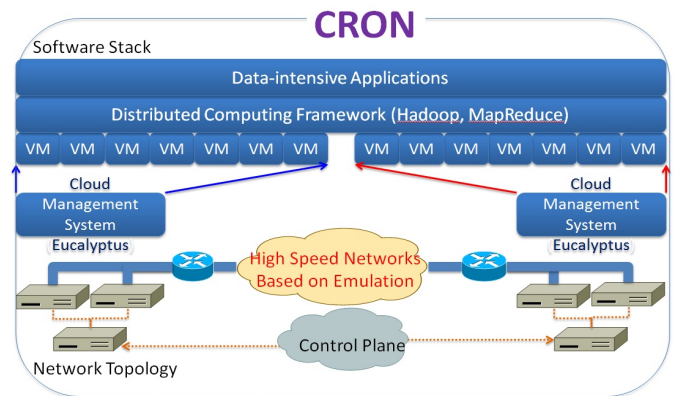 CRON
Software Stack
Data-intensive Applications
Distributed Computing Framework (Hadoop, MapReduce)
VM VM VM VM VM VM VM VM VM VM VM VM VM VM
Cloud
Management
System
(Eucalyptus
Cloud
Management
System
(Eucalyptus
High Speed Networks
Based on Emulation
Control Plane
Network Topology